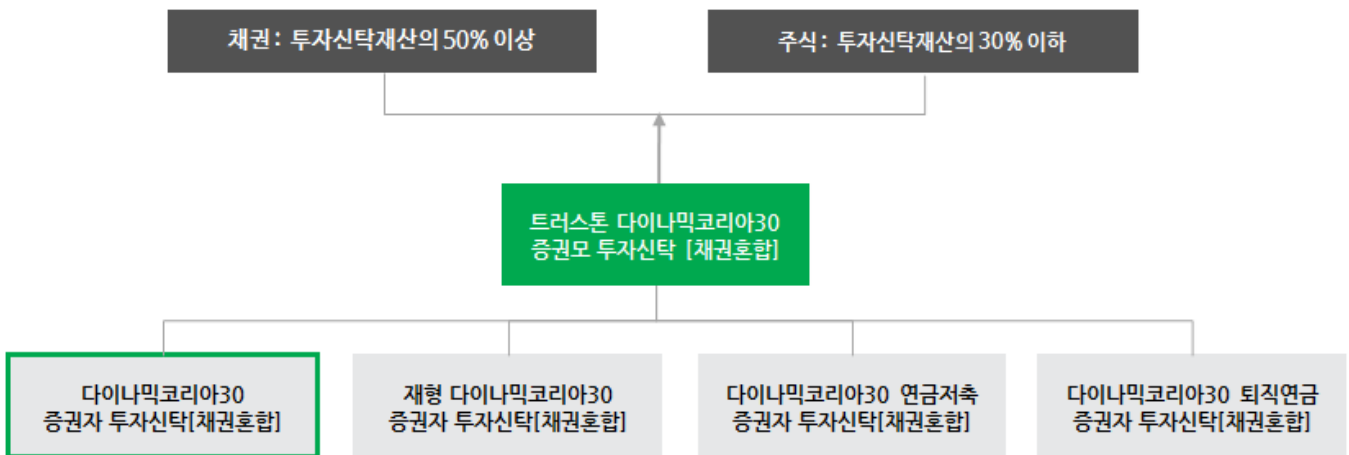 채권 : 투자신탁재산의 50% 이상
주식 : 투자신탁재산의 30% 이하
트러스톤 다이나믹코리아30
증권모 투자신탁 [채권혼합]
다이나믹코리아30
증권자 투자신탁[채권혼합]
재형 다이나믹코리아30
증권자 투자신탁[채권혼합]
다이나믹코리아30 연금저축
증권자 투자신탁[채권혼합]
다이나믹코리아30 퇴직연금
증권자 투자신탁[채권혼합]